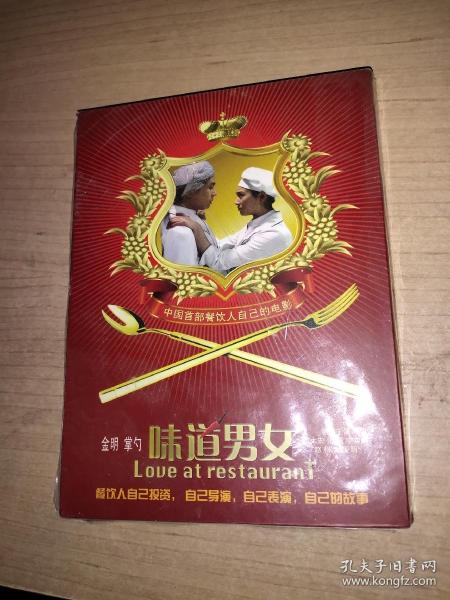 中国首部餐饮人自己的电影
金明 掌勺
味道男女
Love at restaurant
餐饮人自己投资，自己导演，自己表演，自己的故事
孔夫子旧书网
www.kongfz.com